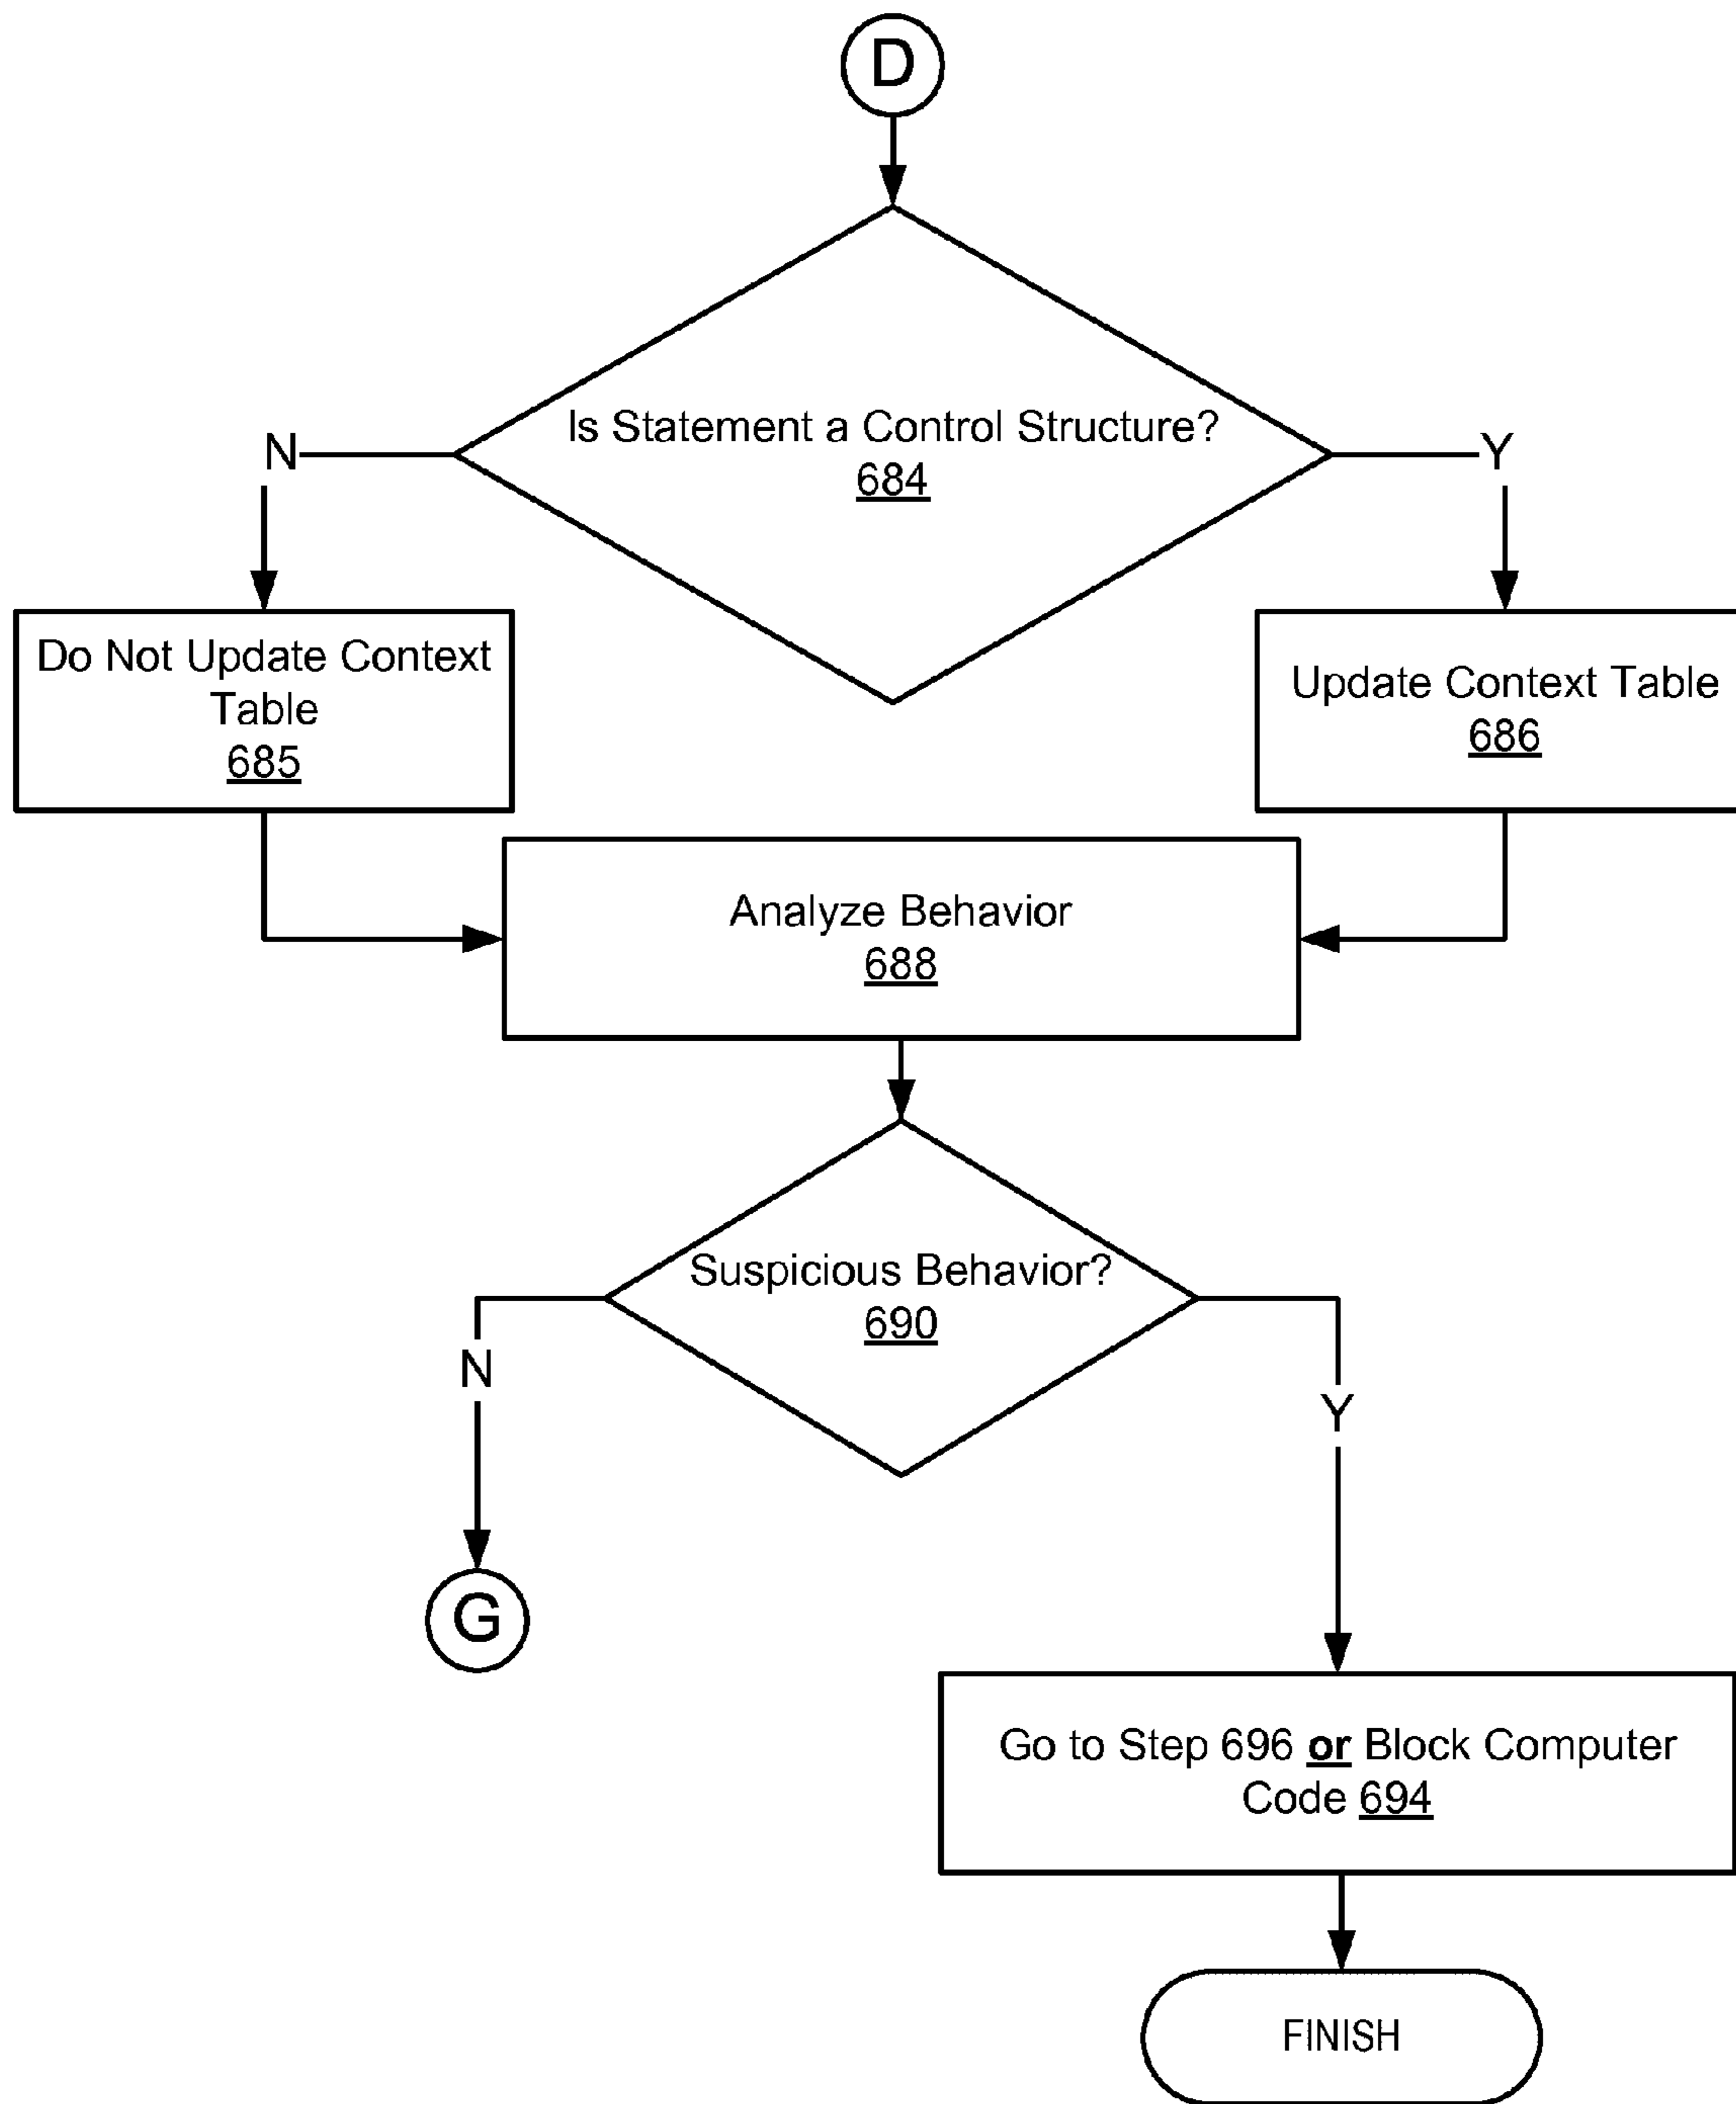 D
Is Statement a Control Structure?
684
N
Y
Do Not Update Context
Table
685
Update Context Table
686
Analyze Behavior
688
Suspicious Behavior?
690
N
Y
G
Go to Step 696 or Block Computer
Code 694
FINISH